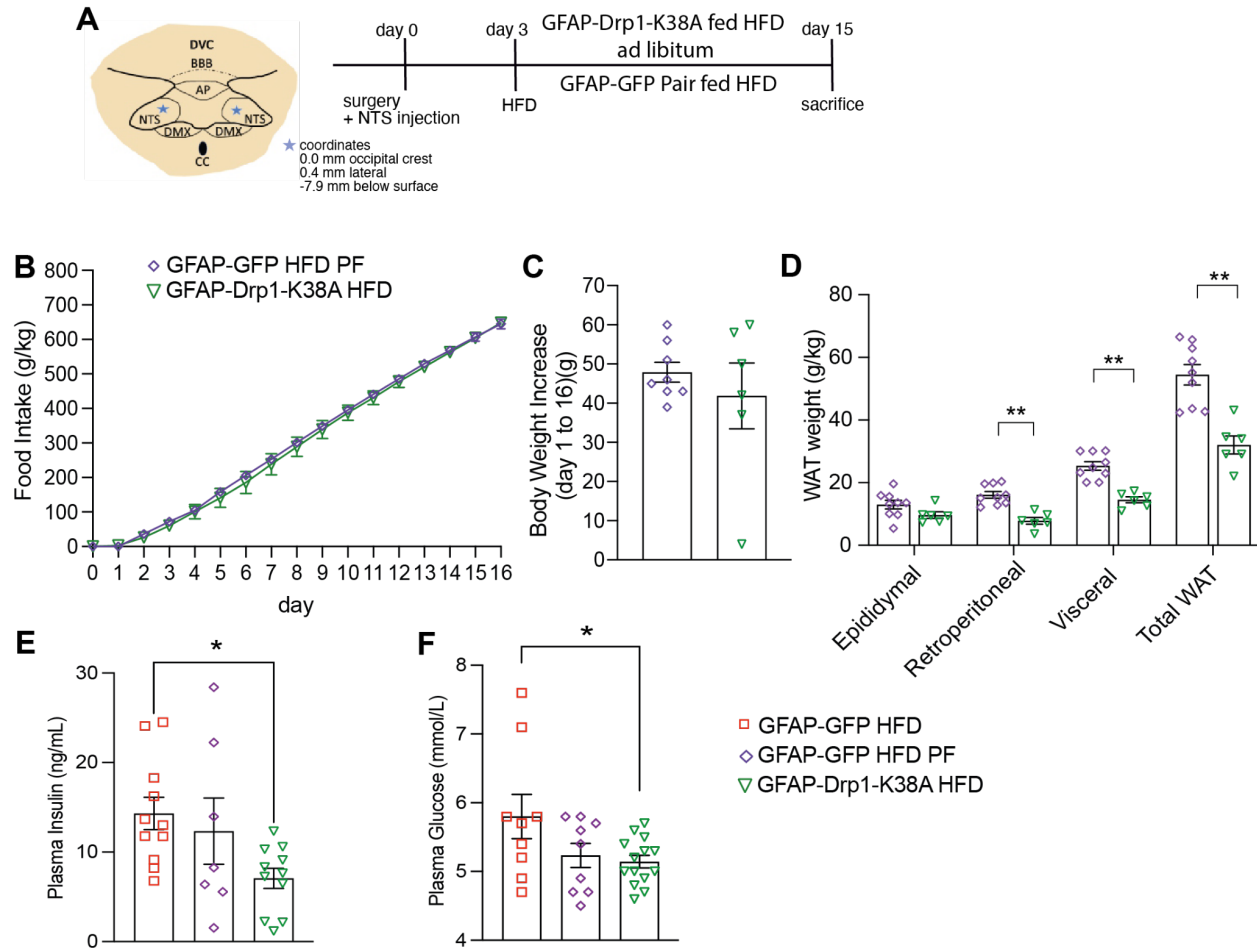 A
DVC
BBB
AP
NTS
NTS
DMX
DMX
CC
coordinates
0.0 mm occipital crest
0.4 mm lateral
-7.9 mm below surface
day 0
day 3
GFAP-Drp1-K38A fed HFD
ad libitum
day 15
surgery
+ NTS injection
HFD
GFAP-GFP Pair fed HFD
sacrifice
B
GFAP-GFP HFD PF
GFAP-Drp1-K38A HFD
Food Intake (g/kg)
800
700
600
500
400
300
200
100
0
0 1 2 3 4 5 6 7 8 9 10 11 12 13 14 15 16
day
C
Body Weight Increase
(day 1 to 16)(g)
70
60
50
40
30
20
10
0
D
WAT weight (g/kg)
80
60
40
20
0
**
**
**
Epididymal
Retroperitoneal
Visceral
Total WAT
E
Plasma Insulin (ng/mL)
30
20
10
0
*
F
Plasma Glucose (mmol/L)
8
7
6
5
4
*
GFAP-GFP HFD
GFAP-GFP HFD PF
GFAP-Drp1-K38A HFD